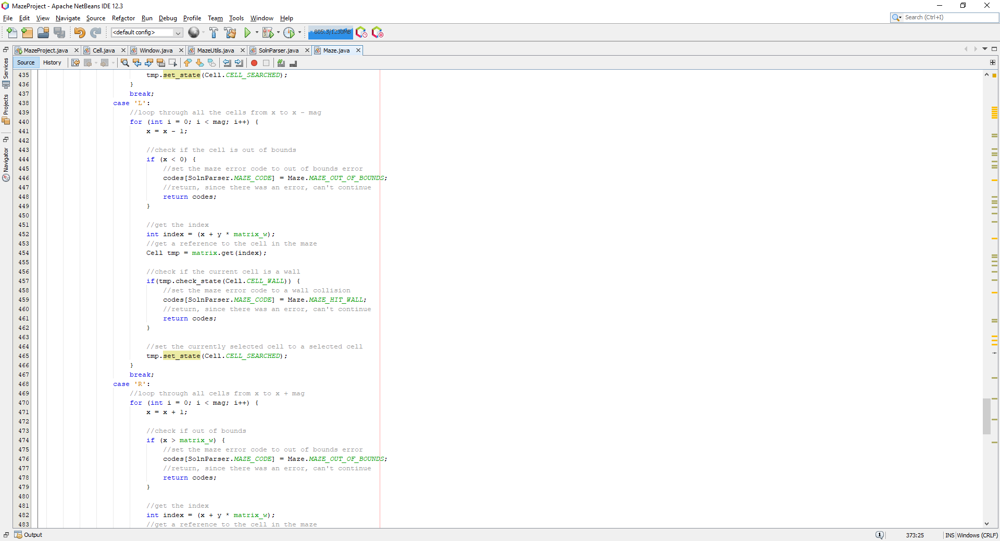 MazeProject - Apache NetBeans IDE 12.3
File Edit View Navigate Source Refactor Run Debug Profile Team Tools Window Help
Search (Ctrl+I)
<default config>
805.3/1230MB
MazeProject.java Cell.java Window.java MazeUtils.java SolnParser.java Maze.java
Source History
Services
Projects
Navigator
435 tmp.set_state(Cell.CELL_SEARCHED);
436 }
437 break;
438 case 'L':
439 //loop through all the cells from x to x - mag
440 for (int i = 0; i < mag; i++) {
441 x = x - 1;
442
443 //check if the cell is out of bounds
444 if (x < 0) {
445 //set the maze error code to out of bounds error
446 codes[SolnParser.MAZE_CODE] = Maze.MAZE_OUT_OF_BOUNDS;
447 //return, since there was an error, can't continue
448 return codes;
449 }
450
451 //get the index
452 int index = (x + y * matrix_w);
453 //get a reference to the cell in the maze
454 Cell tmp = matrix.get(index);
455
456 //check if the current cell is a wall
457 if(tmp.check_state(Cell.CELL_WALL)) {
458 //set the maze error code to a wall collision
459 codes[SolnParser.MAZE_CODE] = Maze.MAZE_HIT_WALL;
460 //return, since there was an error, can't continue
461 return codes;
462 }
463
464 //set the currently selected cell to a selected cell
465 tmp.set_state(Cell.CELL_SEARCHED);
466 }
467 break;
468 case 'R':
469 //loop through all cells from x to x + mag
470 for (int i = 0; i < mag; i++) {
471 x = x + 1;
472
473 //check if out of bounds
474 if (x > matrix_w) {
475 //set the maze error code to out of bounds error
476 codes[SolnParser.MAZE_CODE] = Maze.MAZE_OUT_OF_BOUNDS;
477 //return, since there was an error, can't continue
478 return codes;
479 }
480
481 //get the index
482 int index = (x + y * matrix_w);
483 //get a reference to the cell in the maze
Output
1
373:25 INS Windows (CRLF)